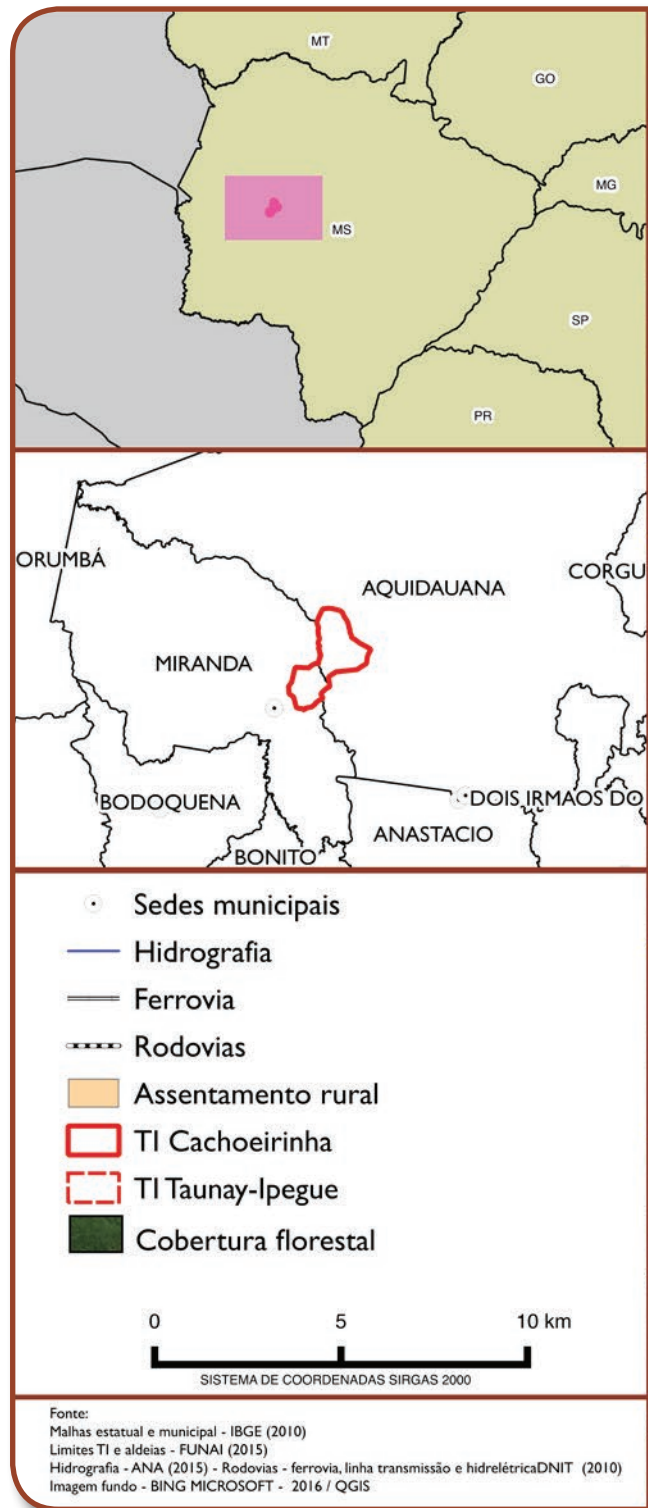 MT
GO
MG
MS
SP
PR
ORUMBÁ
AQUIDAUANA
CORGU
MIRANDA
BODOQUENA
DOIS IRMAOS DO
ANASTACIO
BONITO
Sedes municipais
Hidrografia
Ferrovia
Rodovias
Assentamento rural
TI Cachoeirinha
TI Taunay-Ipegue
Cobertura florestal
0 5 10 km
SISTEMA DE COORDENADAS SIRGAS 2000
Fonte:
Malhas estadual e municipal - IBGE (2010)
Limites TI e aldeias - FUNAI (2015)
Hidrografia - ANA (2015) - Rodovias - ferrovia, linha transmissão e hidrelétricaDNIT (2010)
Imagem fundo - BING MICROSOFT - 2016 / QGIS